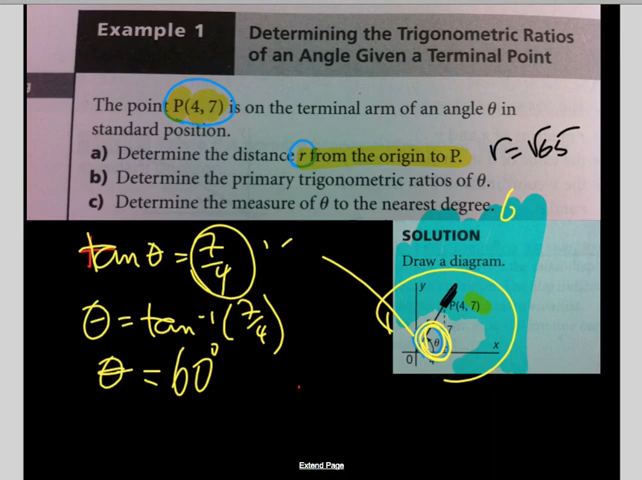 Example 1
Determining the Trigonometric Ratios
of an Angle Given a Terminal Point
The point P(4, 7) is on the terminal arm of an angle θ in
standard position.
a) Determine the distance r from the origin to P.
r = √65
b) Determine the primary trigonometric ratios of θ.
c) Determine the measure of θ to the nearest degree.
tan θ = 7/4
θ = tan⁻¹(7/4)
θ = 60°
SOLUTION
Draw a diagram.
y
P(4, 7)
7
θ
x
0
4
Extend Page